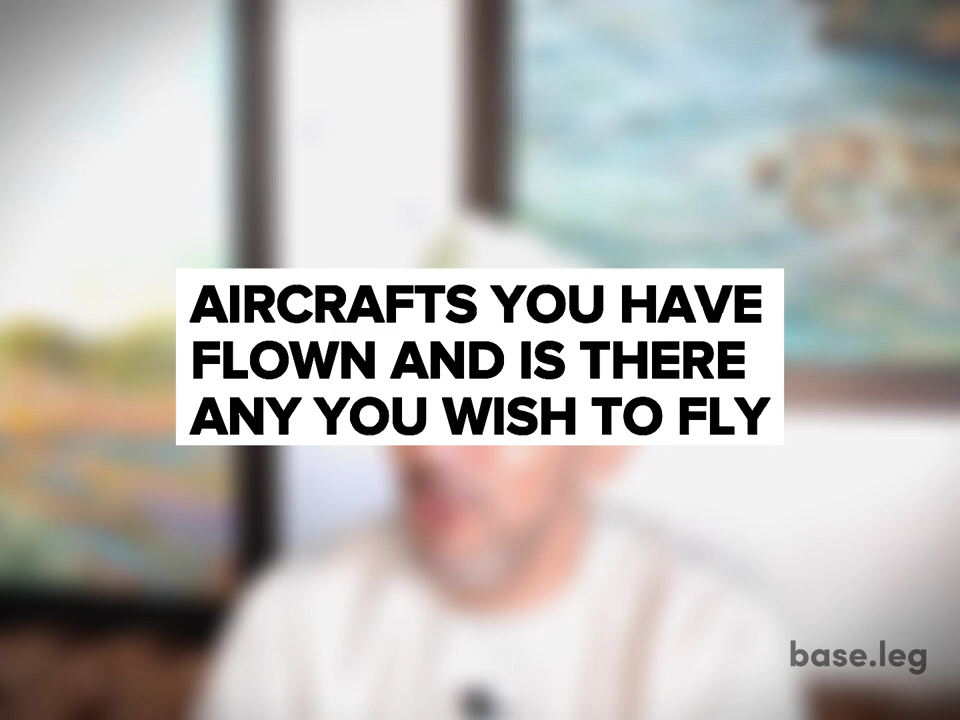 AIRCRAFTS YOU HAVE
FLOWN AND IS THERE
ANY YOU WISH TO FLY
base.leg